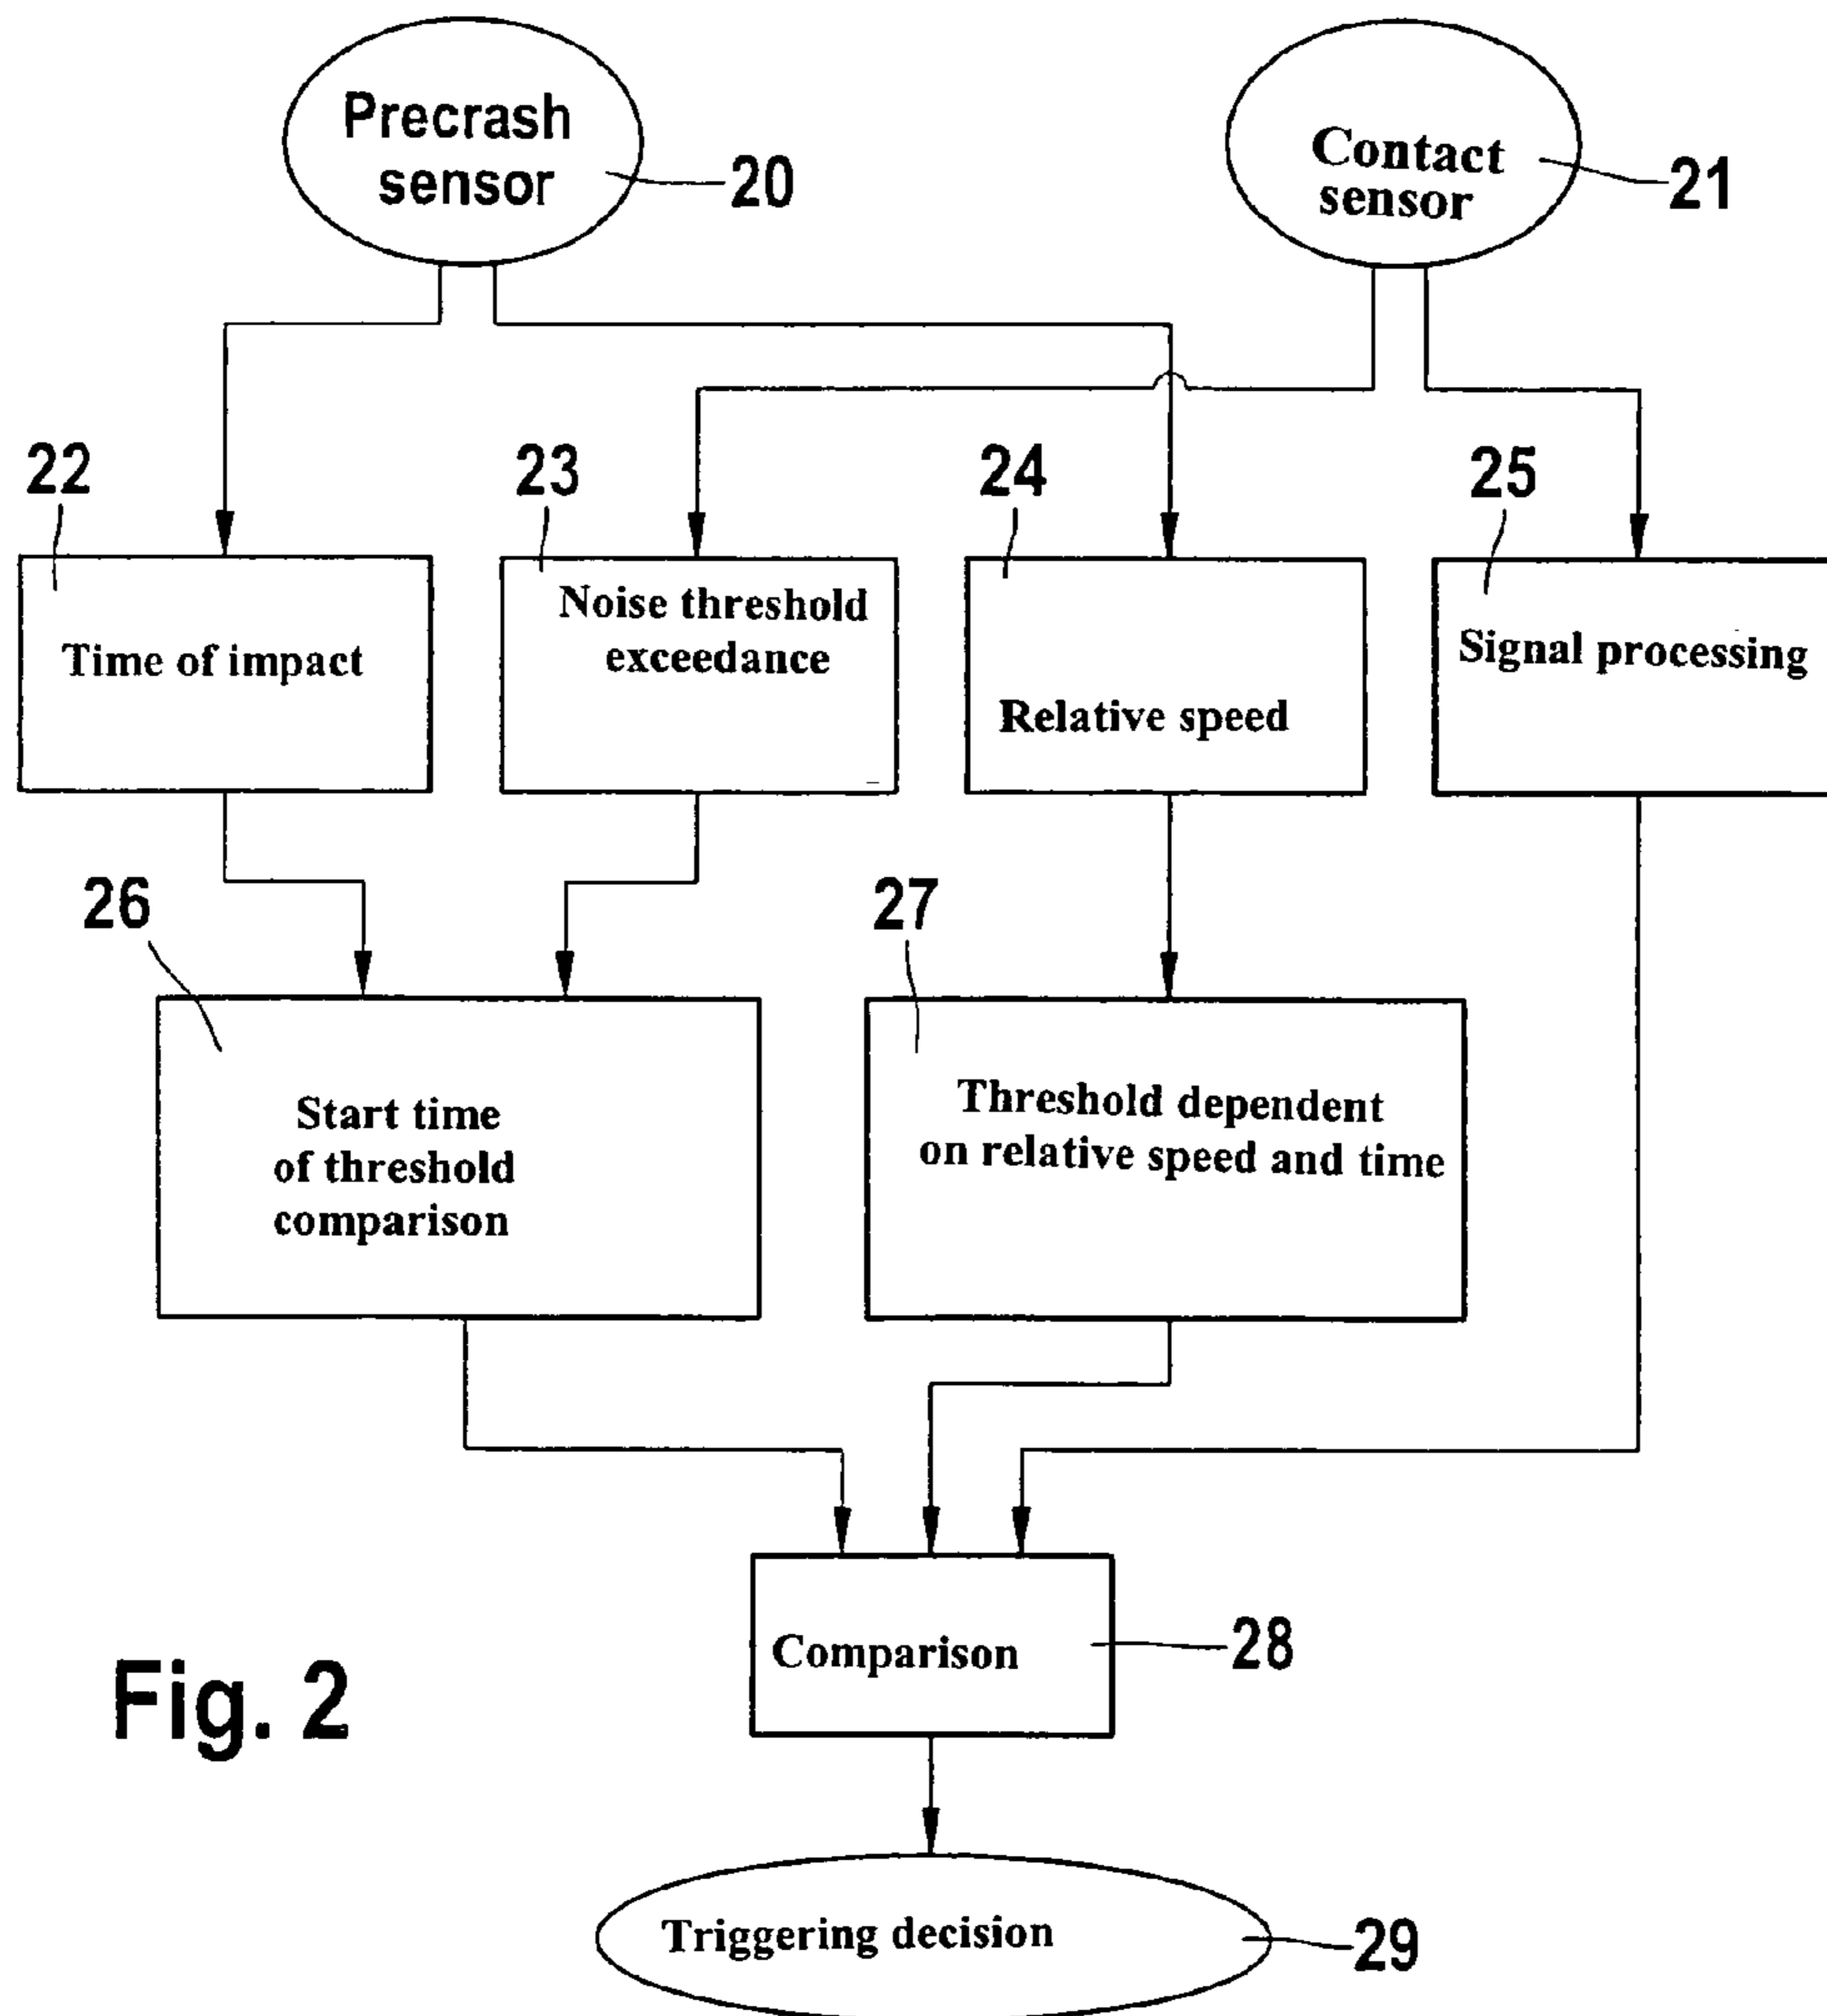 Precrash
sensor
20
Contact
sensor
21
22
23
24
25
Time of impact
Noise threshold
exceedance
Relative speed
Signal processing
26
27
Start time
of threshold
comparison
Threshold dependent
on relative speed and time
Comparison
28
Fig. 2
Triggering decision
29